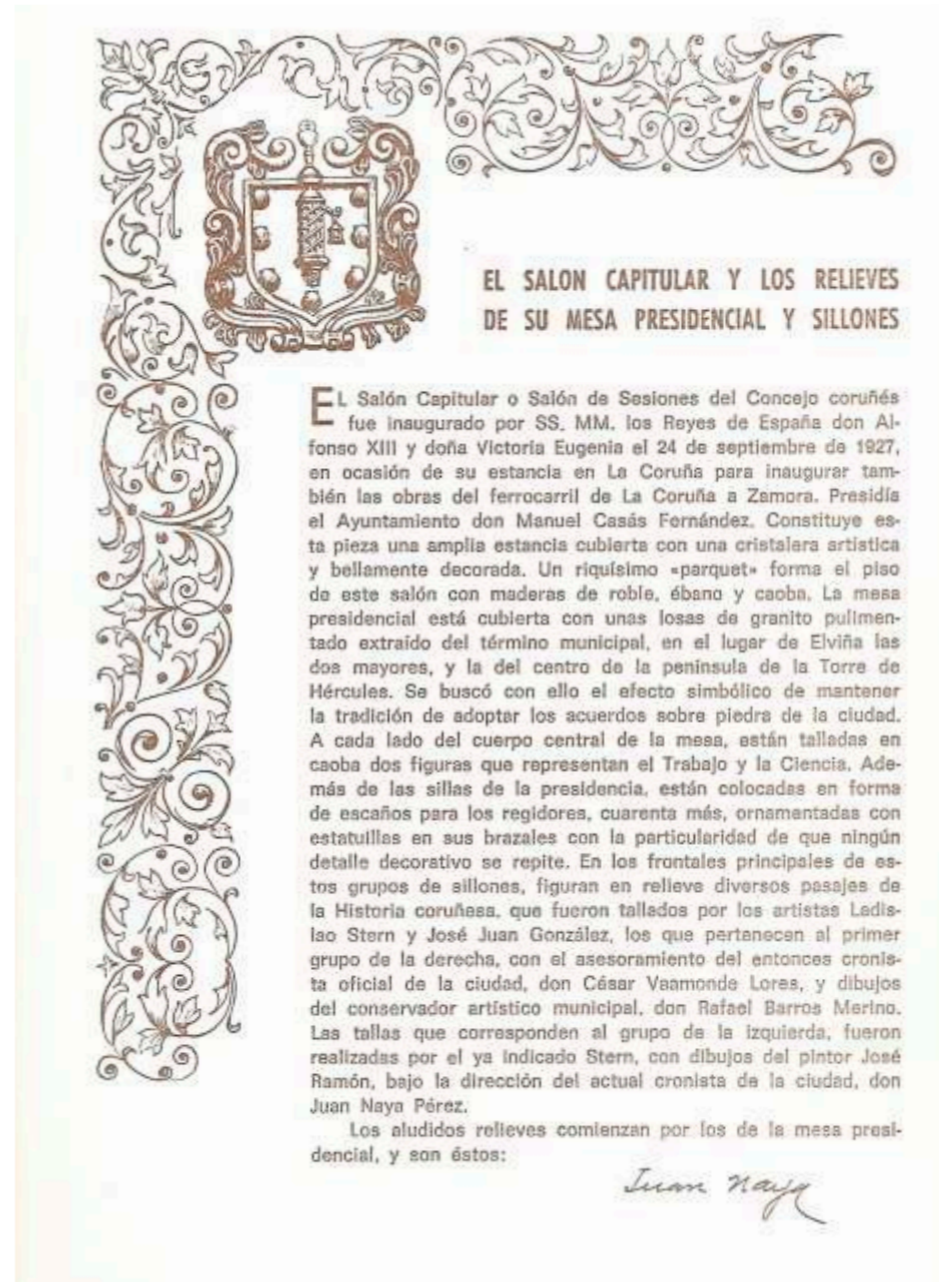 EL SALON CAPITULAR Y LOS RELIEVES
DE SU MESA PRESIDENCIAL Y SILLONES
EL Salón Capitular o Salón de Sesiones del Concejo coruñés
fue inaugurado por SS. MM. los Reyes de España don Al-
fonso XIII y doña Victoria Eugenia el 24 de septiembre de 1927,
en ocasión de su estancia en La Coruña para inaugurar tam-
bién las obras del ferrocarril de La Coruña a Zamora. Presidía
el Ayuntamiento don Manuel Casás Fernández. Constituye es-
ta pieza una amplia estancia cubierta con una cristalera artística
y bellamente decorada. Un riquísimo «parquet» forma el piso
de este salón con maderas de roble, ébano y caoba. La mesa
presidencial está cubierta con unas losas de granito pulimen-
tado extraído del término municipal, en el lugar de Elviña las
dos mayores, y la del centro de la península de la Torre de
Hércules. Se buscó con ello el efecto simbólico de mantener
la tradición de adoptar los acuerdos sobre piedra de la ciudad.
A cada lado del cuerpo central de la mesa, están talladas en
caoba dos figuras que representan el Trabajo y la Ciencia. Ade-
más de las sillas de la presidencia, están colocadas en forma
de escaños para los regidores, cuarenta más, ornamentadas con
estatuillas en sus brazales con la particularidad de que ningún
detalle decorativo se repite. En los frontales principales de es-
tos grupos de sillones, figuran en relieve diversos pasajes de
la Historia coruñesa, que fueron tallados por los artistas Ladis-
lao Stern y José Juan González, los que pertenecen al primer
grupo de la derecha, con el asesoramiento del entonces cronis-
ta oficial de la ciudad, don César Vaamonde Lores, y dibujos
del conservador artístico municipal, don Rafael Barros Merino.
Las tallas que corresponden al grupo de la izquierda, fueron
realizadas por el ya indicado Stern, con dibujos del pintor José
Ramón, bajo la dirección del actual cronista de la ciudad, don
Juan Naya Pérez.
Los aludidos relieves comienzan por los de la mesa presi-
dencial, y son éstos:
Juan Naya